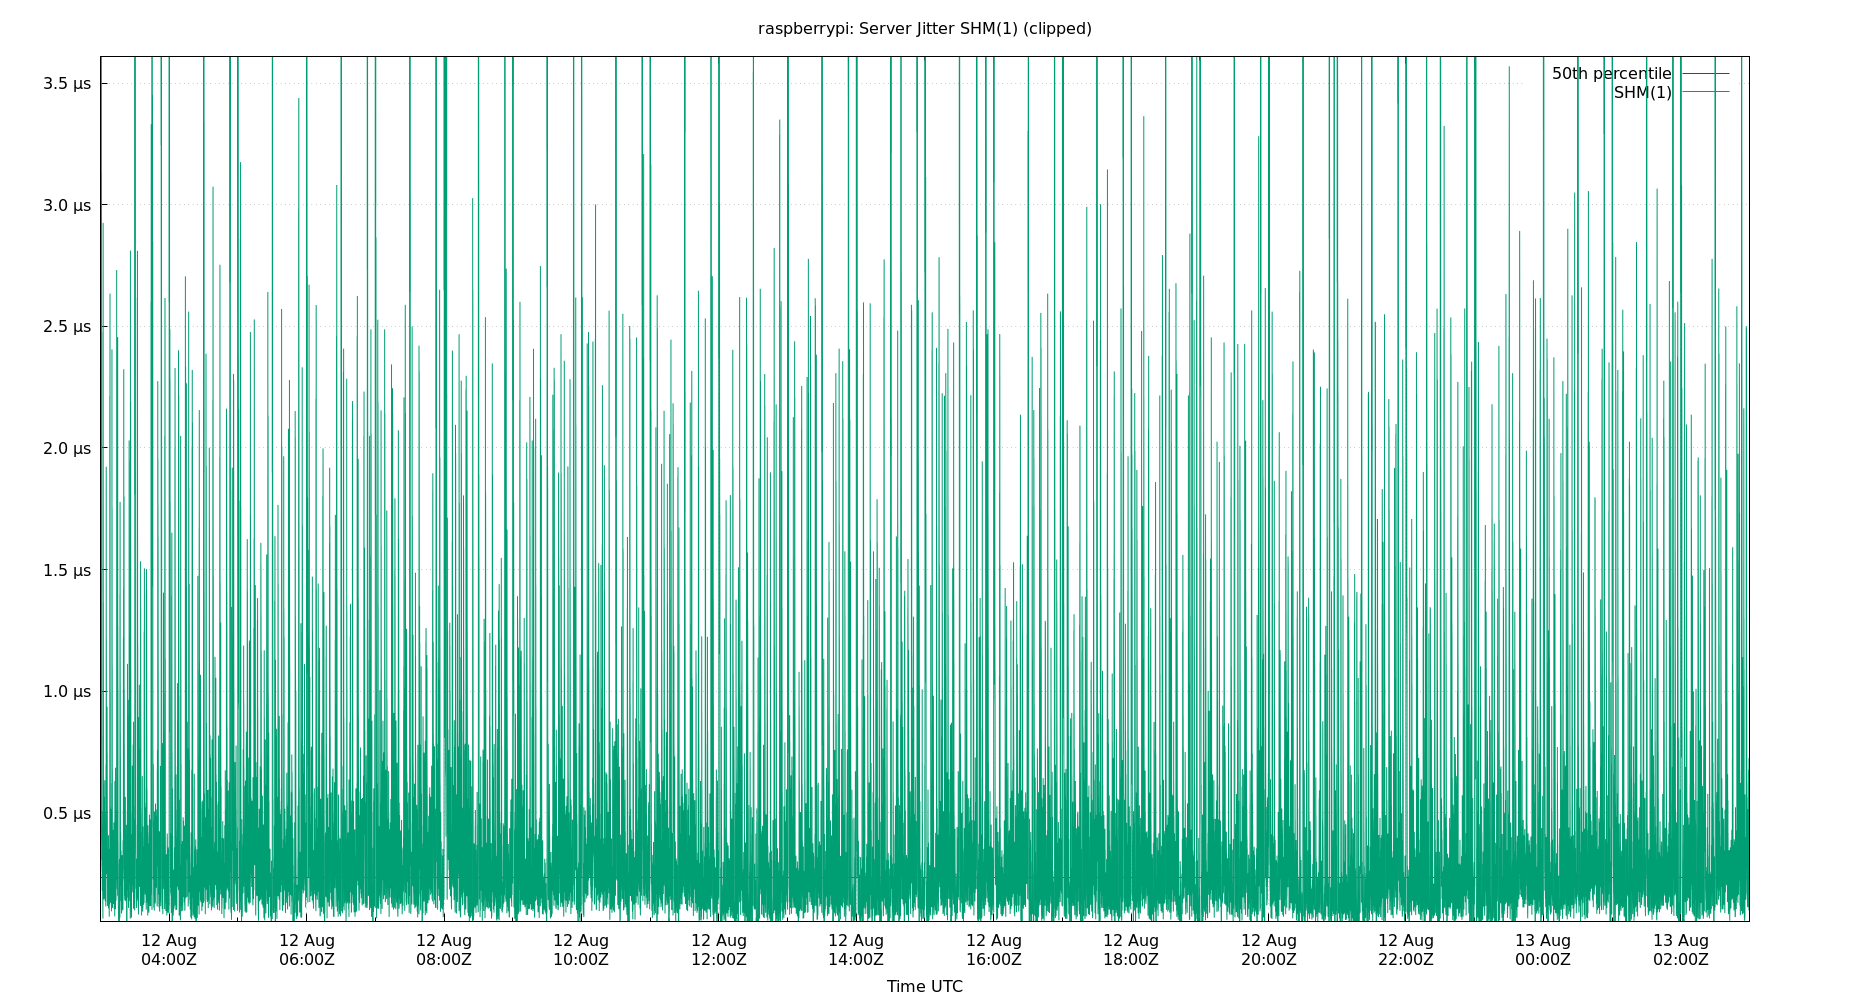 raspberrypi: Server Jitter SHM(1) (clipped)
50th percentile
SHM(1)
3.5 μs
3.0 μs
2.5 μs
2.0 μs
1.5 μs
1.0 μs
0.5 μs
12 Aug 12 Aug 12 Aug 12 Aug 12 Aug 12 Aug 12 Aug 12 Aug 12 Aug 12 Aug 13 Aug 13 Aug
04:00Z 06:00Z 08:00Z 10:00Z 12:00Z 14:00Z 16:00Z 18:00Z 20:00Z 22:00Z 00:00Z 02:00Z
Time UTC